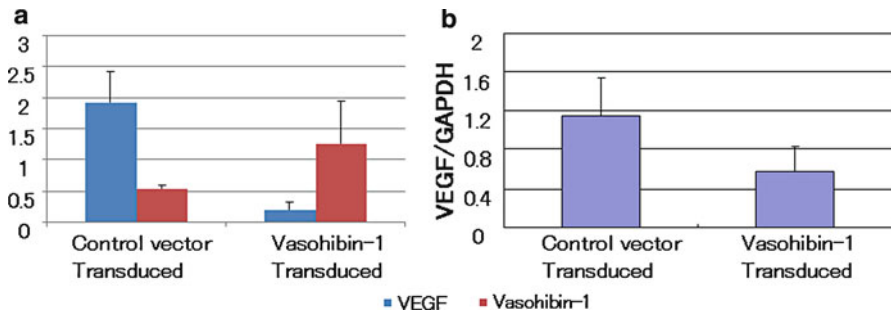 a
3
2.5
2
1.5
1
0.5
0
Control vector
Transduced
Vasohibin-1
Transduced
b
VEGF/GAPDH
2
1.6
1.2
0.8
0.4
0
Control vector
Transduced
Vasohibin-1
Transduced
VEGF
Vasohibin-1